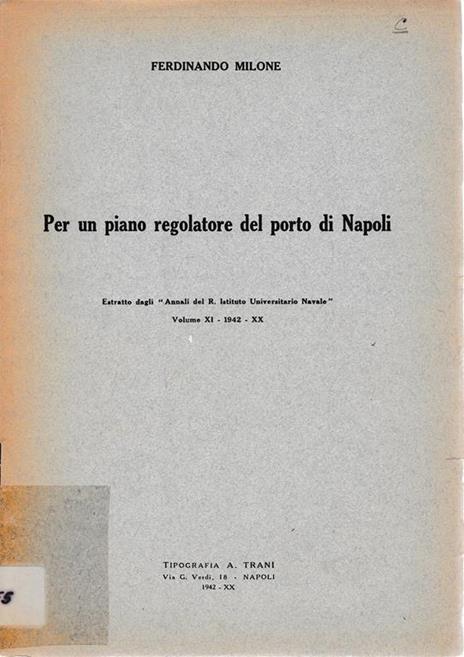 C
FERDINANDO MILONE
Per un piano regolatore del porto di Napoli
Estratto dagli "Annali del R. Istituto Universitario Navale"
Volume XI - 1942 - XX
TIPOGRAFIA A. TRANI
Via G. Verdi, 18 - NAPOLI
1942 - XX